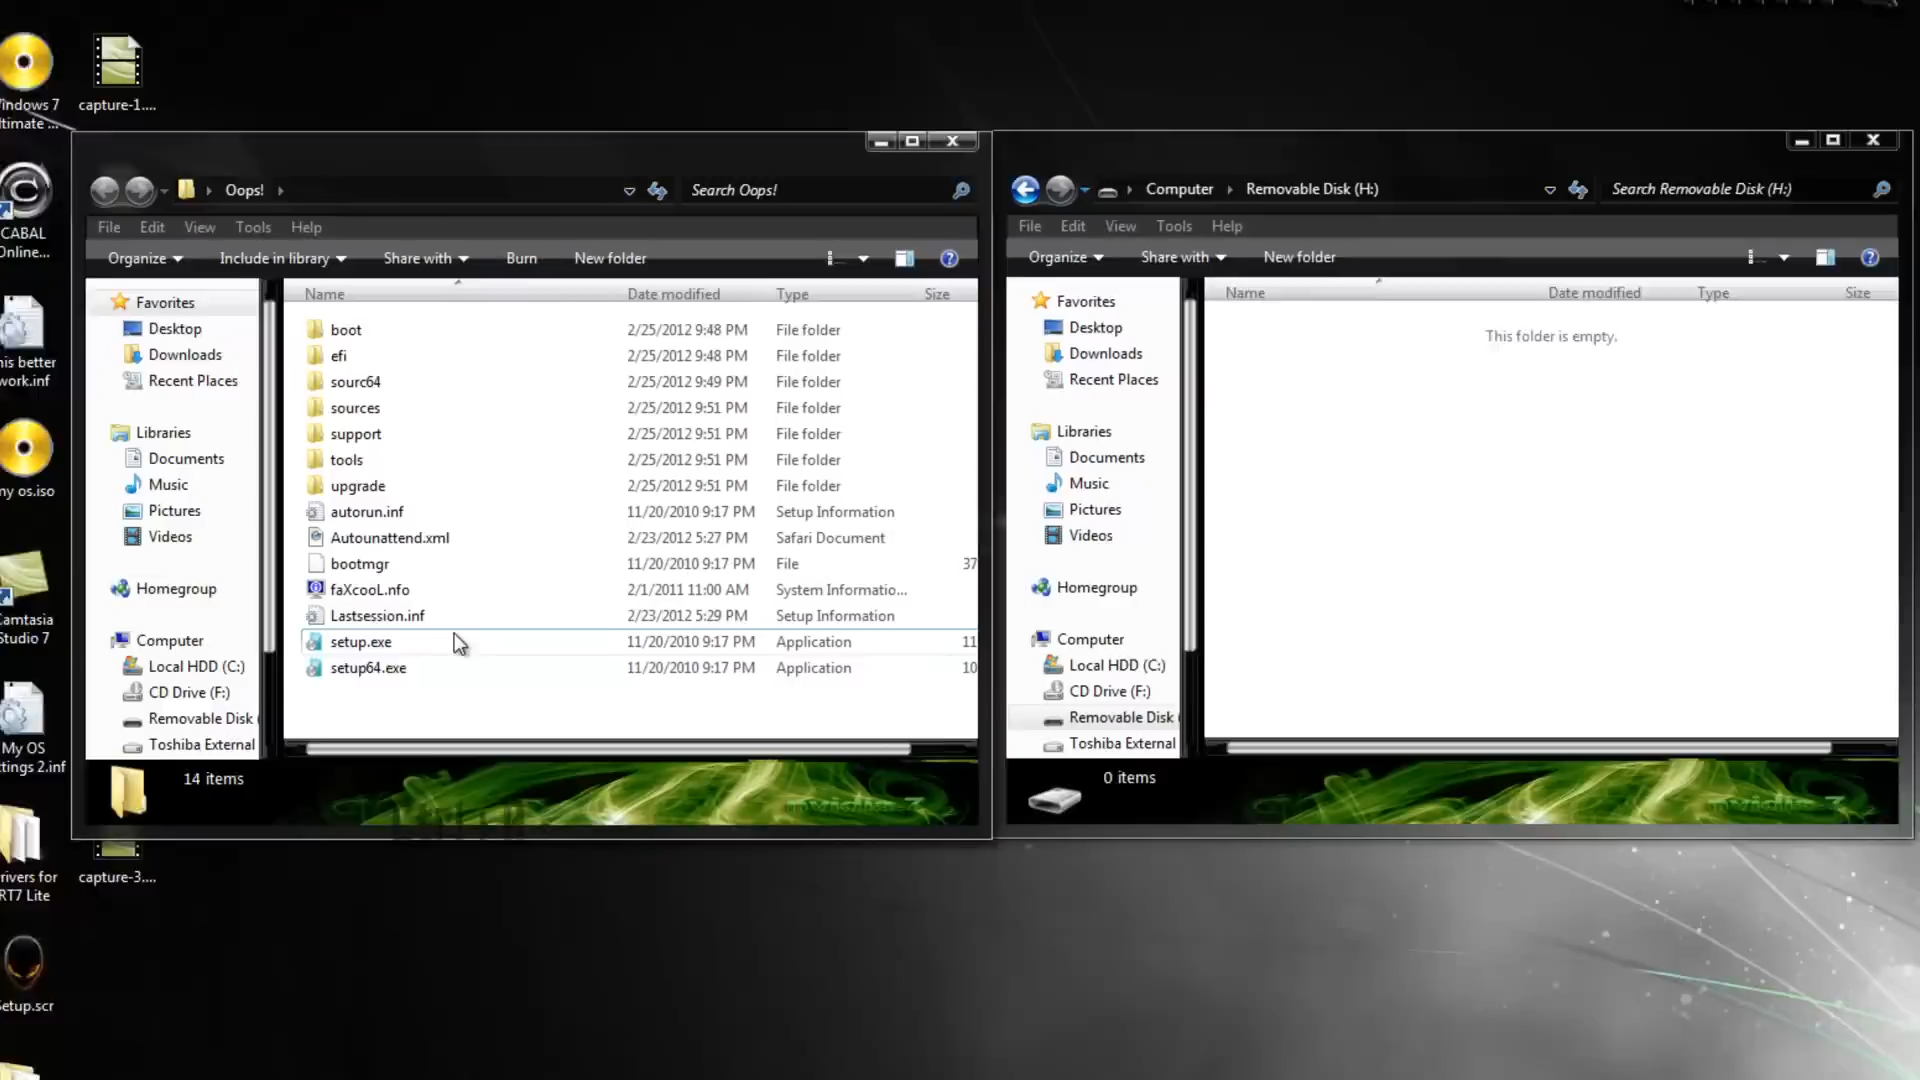 indows 7
ltimate ...
capture-1....
CABAL
Online...
his better
work.inf
my os.iso
Camtasia
Studio 7
My OS
ttings 2.inf
rivers for
RT7 Lite
capture-3....
Setup.scr
Oops!
Search Oops!
File Edit View Tools Help
Organize Include in library Share with Burn New folder
Favorites
Desktop
Downloads
Recent Places
Libraries
Documents
Music
Pictures
Videos
Homegroup
Computer
Local HDD (C:)
CD Drive (F:)
Removable Disk (
Toshiba External
Name Date modified Type Size
boot 2/25/2012 9:48 PM File folder
efi 2/25/2012 9:48 PM File folder
sourc64 2/25/2012 9:49 PM File folder
sources 2/25/2012 9:51 PM File folder
support 2/25/2012 9:51 PM File folder
tools 2/25/2012 9:51 PM File folder
upgrade 2/25/2012 9:51 PM File folder
autorun.inf 11/20/2010 9:17 PM Setup Information
Autounattend.xml 2/23/2012 5:27 PM Safari Document
bootmgr 11/20/2010 9:17 PM File 37
faXcooL.nfo 2/1/2011 11:00 AM System Informatio...
Lastsession.inf 2/23/2012 5:29 PM Setup Information
setup.exe 11/20/2010 9:17 PM Application 11
setup64.exe 11/20/2010 9:17 PM Application 10
14 items
Computer Removable Disk (H:)
Search Removable Disk (H:)
File Edit View Tools Help
Organize Share with New folder
Favorites
Desktop
Downloads
Recent Places
Libraries
Documents
Music
Pictures
Videos
Homegroup
Computer
Local HDD (C:)
CD Drive (F:)
Removable Disk (
Toshiba External
Name Date modified Type Size
This folder is empty.
0 items